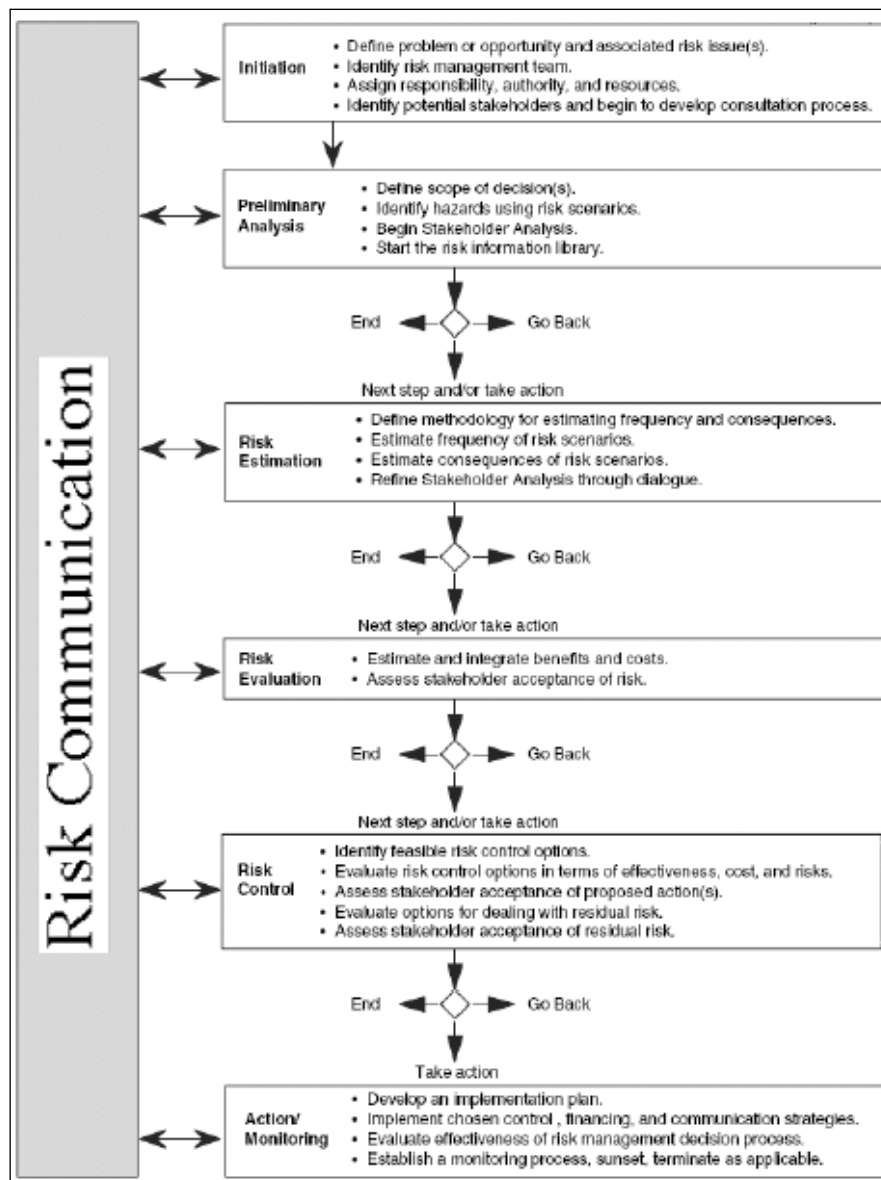 Risk Communication
Initiation
• Define problem or opportunity and associated risk issue(s).
• Identify risk management team.
• Assign responsibility, authority, and resources.
• Identify potential stakeholders and begin to develop consultation process.
Preliminary
Analysis
• Define scope of decision(s).
• Identify hazards using risk scenarios.
• Begin Stakeholder Analysis.
• Start the risk information library.
End Go Back
Next step and/or take action
Risk
Estimation
• Define methodology for estimating frequency and consequences.
• Estimate frequency of risk scenarios.
• Estimate consequences of risk scenarios.
• Refine Stakeholder Analysis through dialogue.
End Go Back
Next step and/or take action
Risk
Evaluation
• Estimate and integrate benefits and costs.
• Assess stakeholder acceptance of risk.
End Go Back
Next step and/or take action
Risk
Control
• Identify feasible risk control options.
• Evaluate risk control options in terms of effectiveness, cost, and risks.
• Assess stakeholder acceptance of proposed action(s).
• Evaluate options for dealing with residual risk.
• Assess stakeholder acceptance of residual risk.
End Go Back
Take action
Action/
Monitoring
• Develop an implementation plan.
• Implement chosen control , financing, and communication strategies.
• Evaluate effectiveness of risk management decision process.
• Establish a monitoring process, sunset, terminate as applicable.